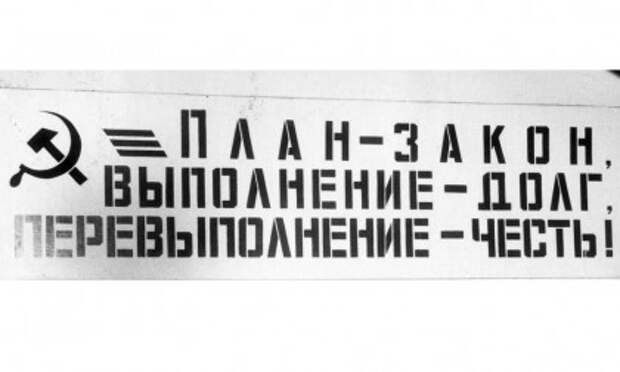 План-закон,
выполнение-долг,
перевыполнение-честь!